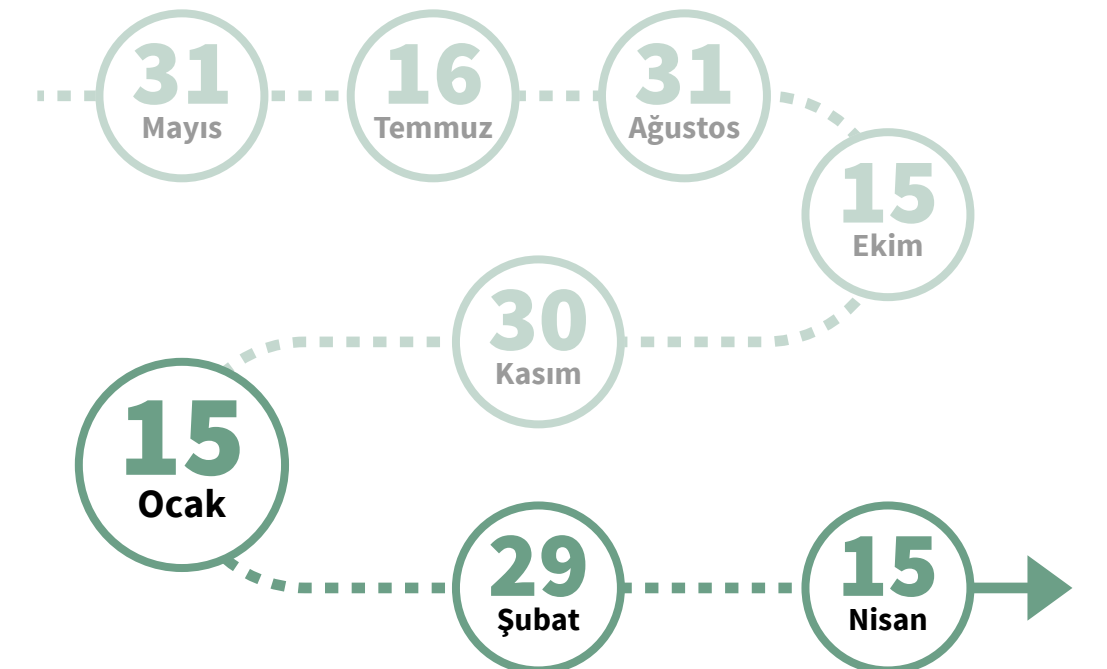 31
Mayıs
16
Temmuz
31
Ağustos
15
Ekim
30
Kasım
15
Ocak
29
Şubat
15
Nisan